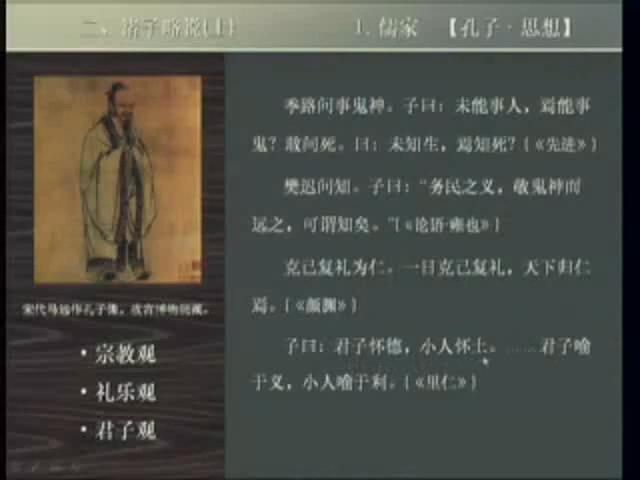 二、诸子略说(上)
1. 儒家 【孔子·思想】
季路问事鬼神。子曰：未能事人，焉能事
鬼？敢问死。曰：未知生，焉知死？(《先进》)
樊迟问知。子曰："务民之义，敬鬼神而
远之，可谓知矣。"(《论语·雍也》)
克己复礼为仁。一日克己复礼，天下归仁
焉。(《颜渊》)
子曰：君子怀德，小人怀土。……君子喻
于义，小人喻于利。(《里仁》)
宋代马远作孔子像，故宫博物院藏。
·宗教观
·礼乐观
·君子观